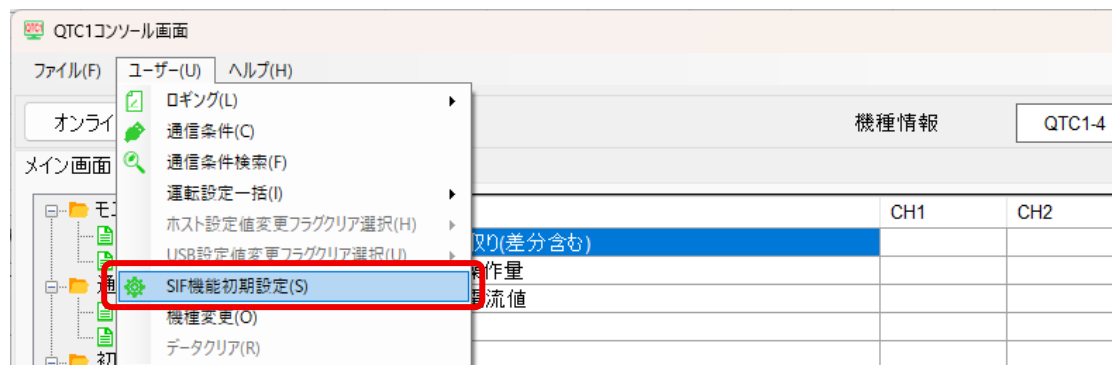 QTC1コンソール画面
ファイル(F) ユーザー(U) ヘルプ(H)
オンライ 機種情報 QTC1-4
メイン画面
ロギング(L)
通信条件(C)
通信条件検索(F)
運転設定一括(I)
ホスト設定値変更フラグクリア選択(H)
USB設定値変更フラグクリア選択(U)
SIF機能初期設定(S)
機種変更(O)
データクリア(R)
モニ
通
初
CH1 CH2
取り(差分含む)
操作量
電流値